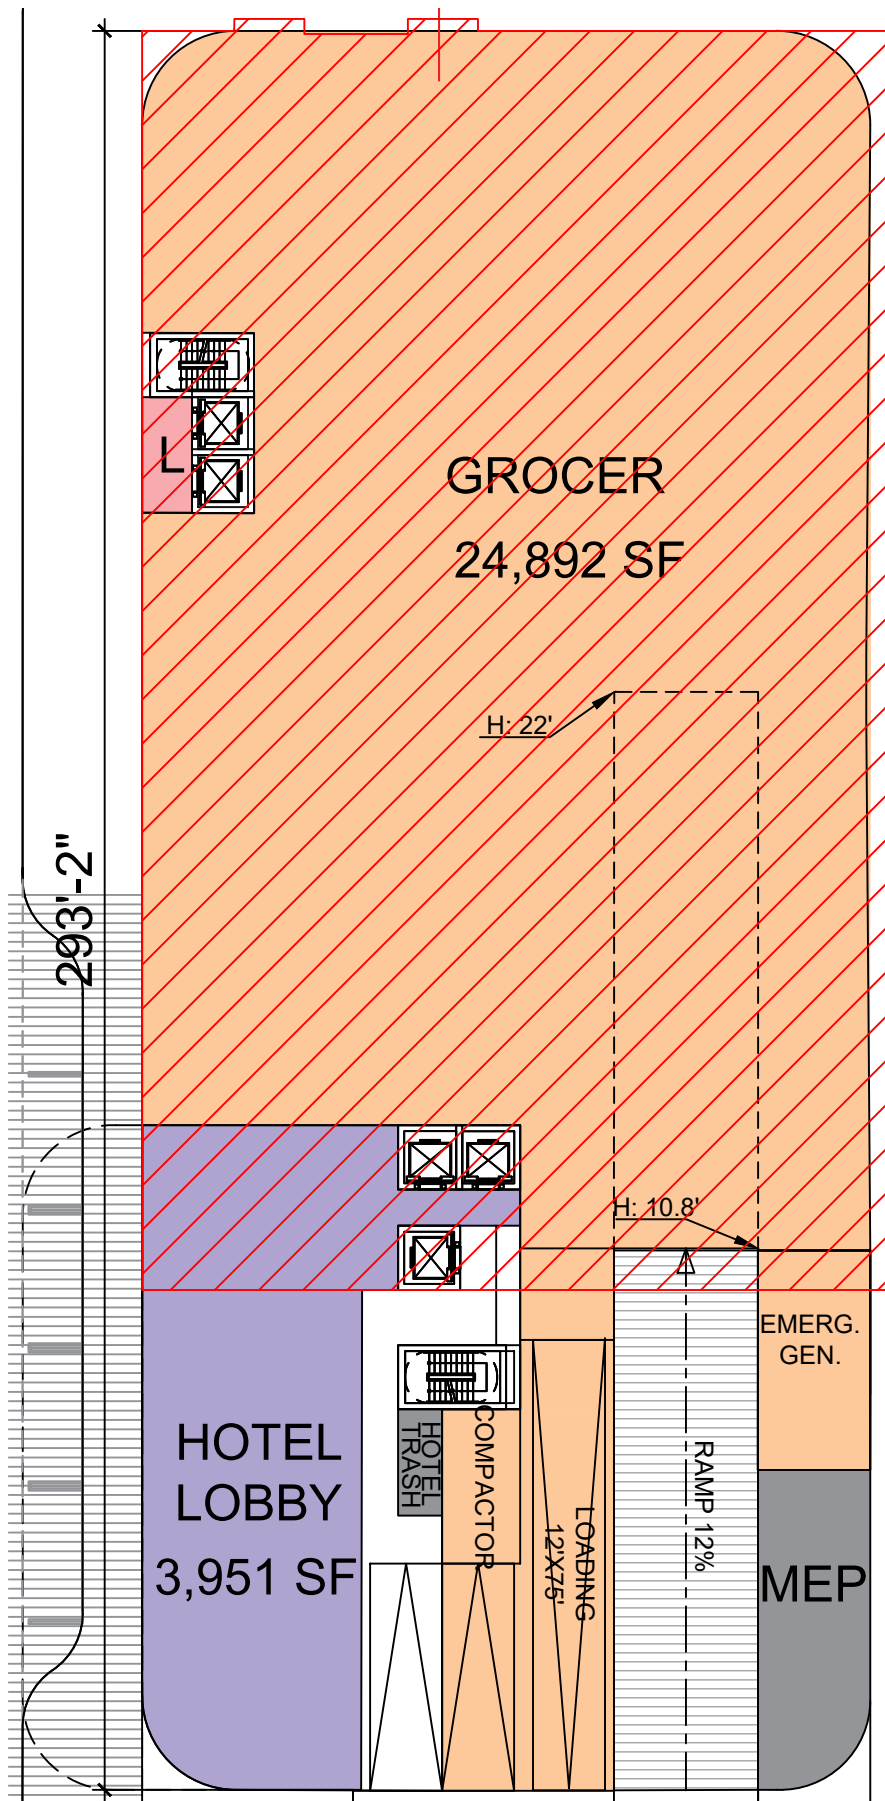 L
GROCER
24,892 SF
H: 22'
293'-2"
H: 10.8'
EMERG.
GEN.
HOTEL
LOBBY
3,951 SF
HOTEL
TRASH
COMPACTOR
LOADING
12'X75'
RAMP 12%
MEP